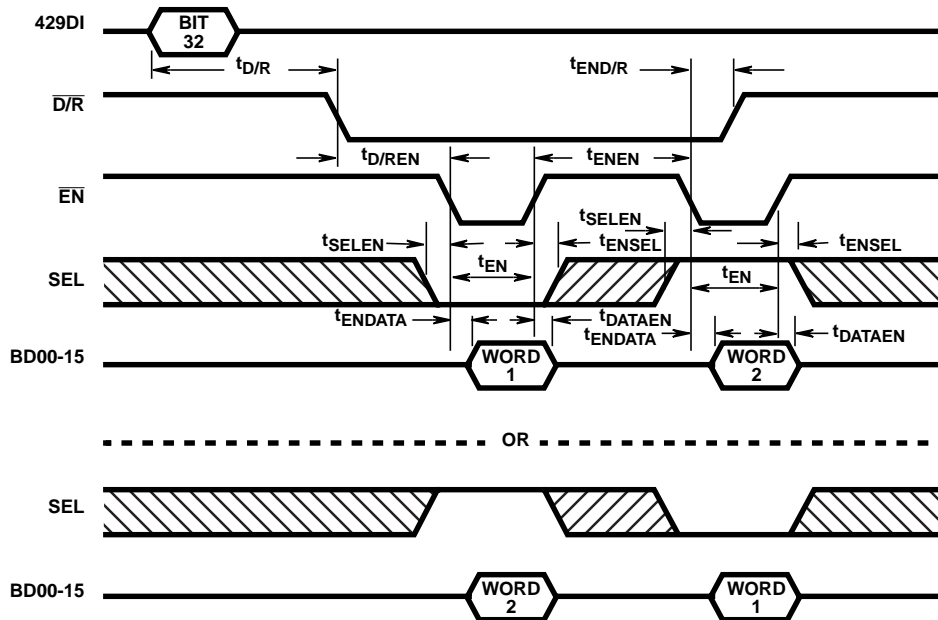 429DI
BIT
32
tD/R
tEND/R
D/R
tD/REN
tENEN
EN
tSELEN
tSELEN
tENSEL
tENSEL
tEN
tEN
SEL
tENDATA
tDATAEN
tENDATA
tDATAEN
BD00-15
WORD
1
WORD
2
OR
SEL
BD00-15
WORD
2
WORD
1